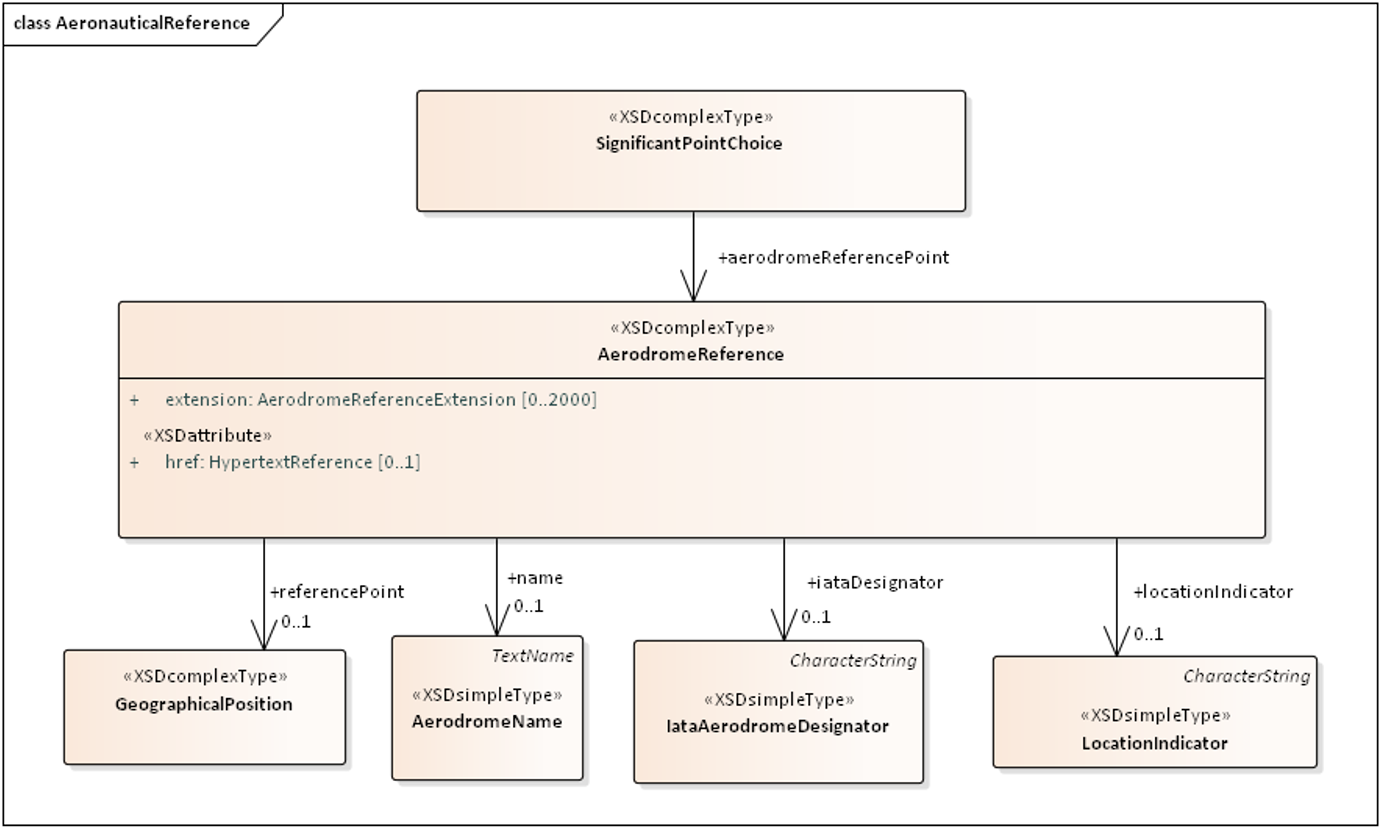 class AeronauticalReference
«XSDcomplexType»
SignificantPointChoice
+aerodromeReferencePoint
«XSDcomplexType»
AerodromeReference
+ extension: AerodromeReferenceExtension [0..2000]
«XSDattribute»
+ href: HypertextReference [0..1]
+referencePoint
0..1
+name
0..1
+iataDesignator
0..1
+locationIndicator
0..1
«XSDcomplexType»
GeographicalPosition
TextName
«XSDsimpleType»
AerodromeName
CharacterString
«XSDsimpleType»
IataAerodromeDesignator
CharacterString
«XSDsimpleType»
LocationIndicator